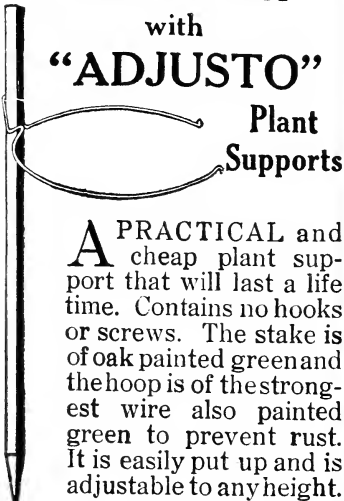 with
“ADJUSTO”
Plant
Supports
A PRACTICAL and
cheap plant sup-
port that will last a life
time. Contains no hooks
or screws. The stake is
of oak painted green and
the hoop is of the strong-
est wire also painted
green to prevent rust.
It is easily put up and is
adjustable to any height.